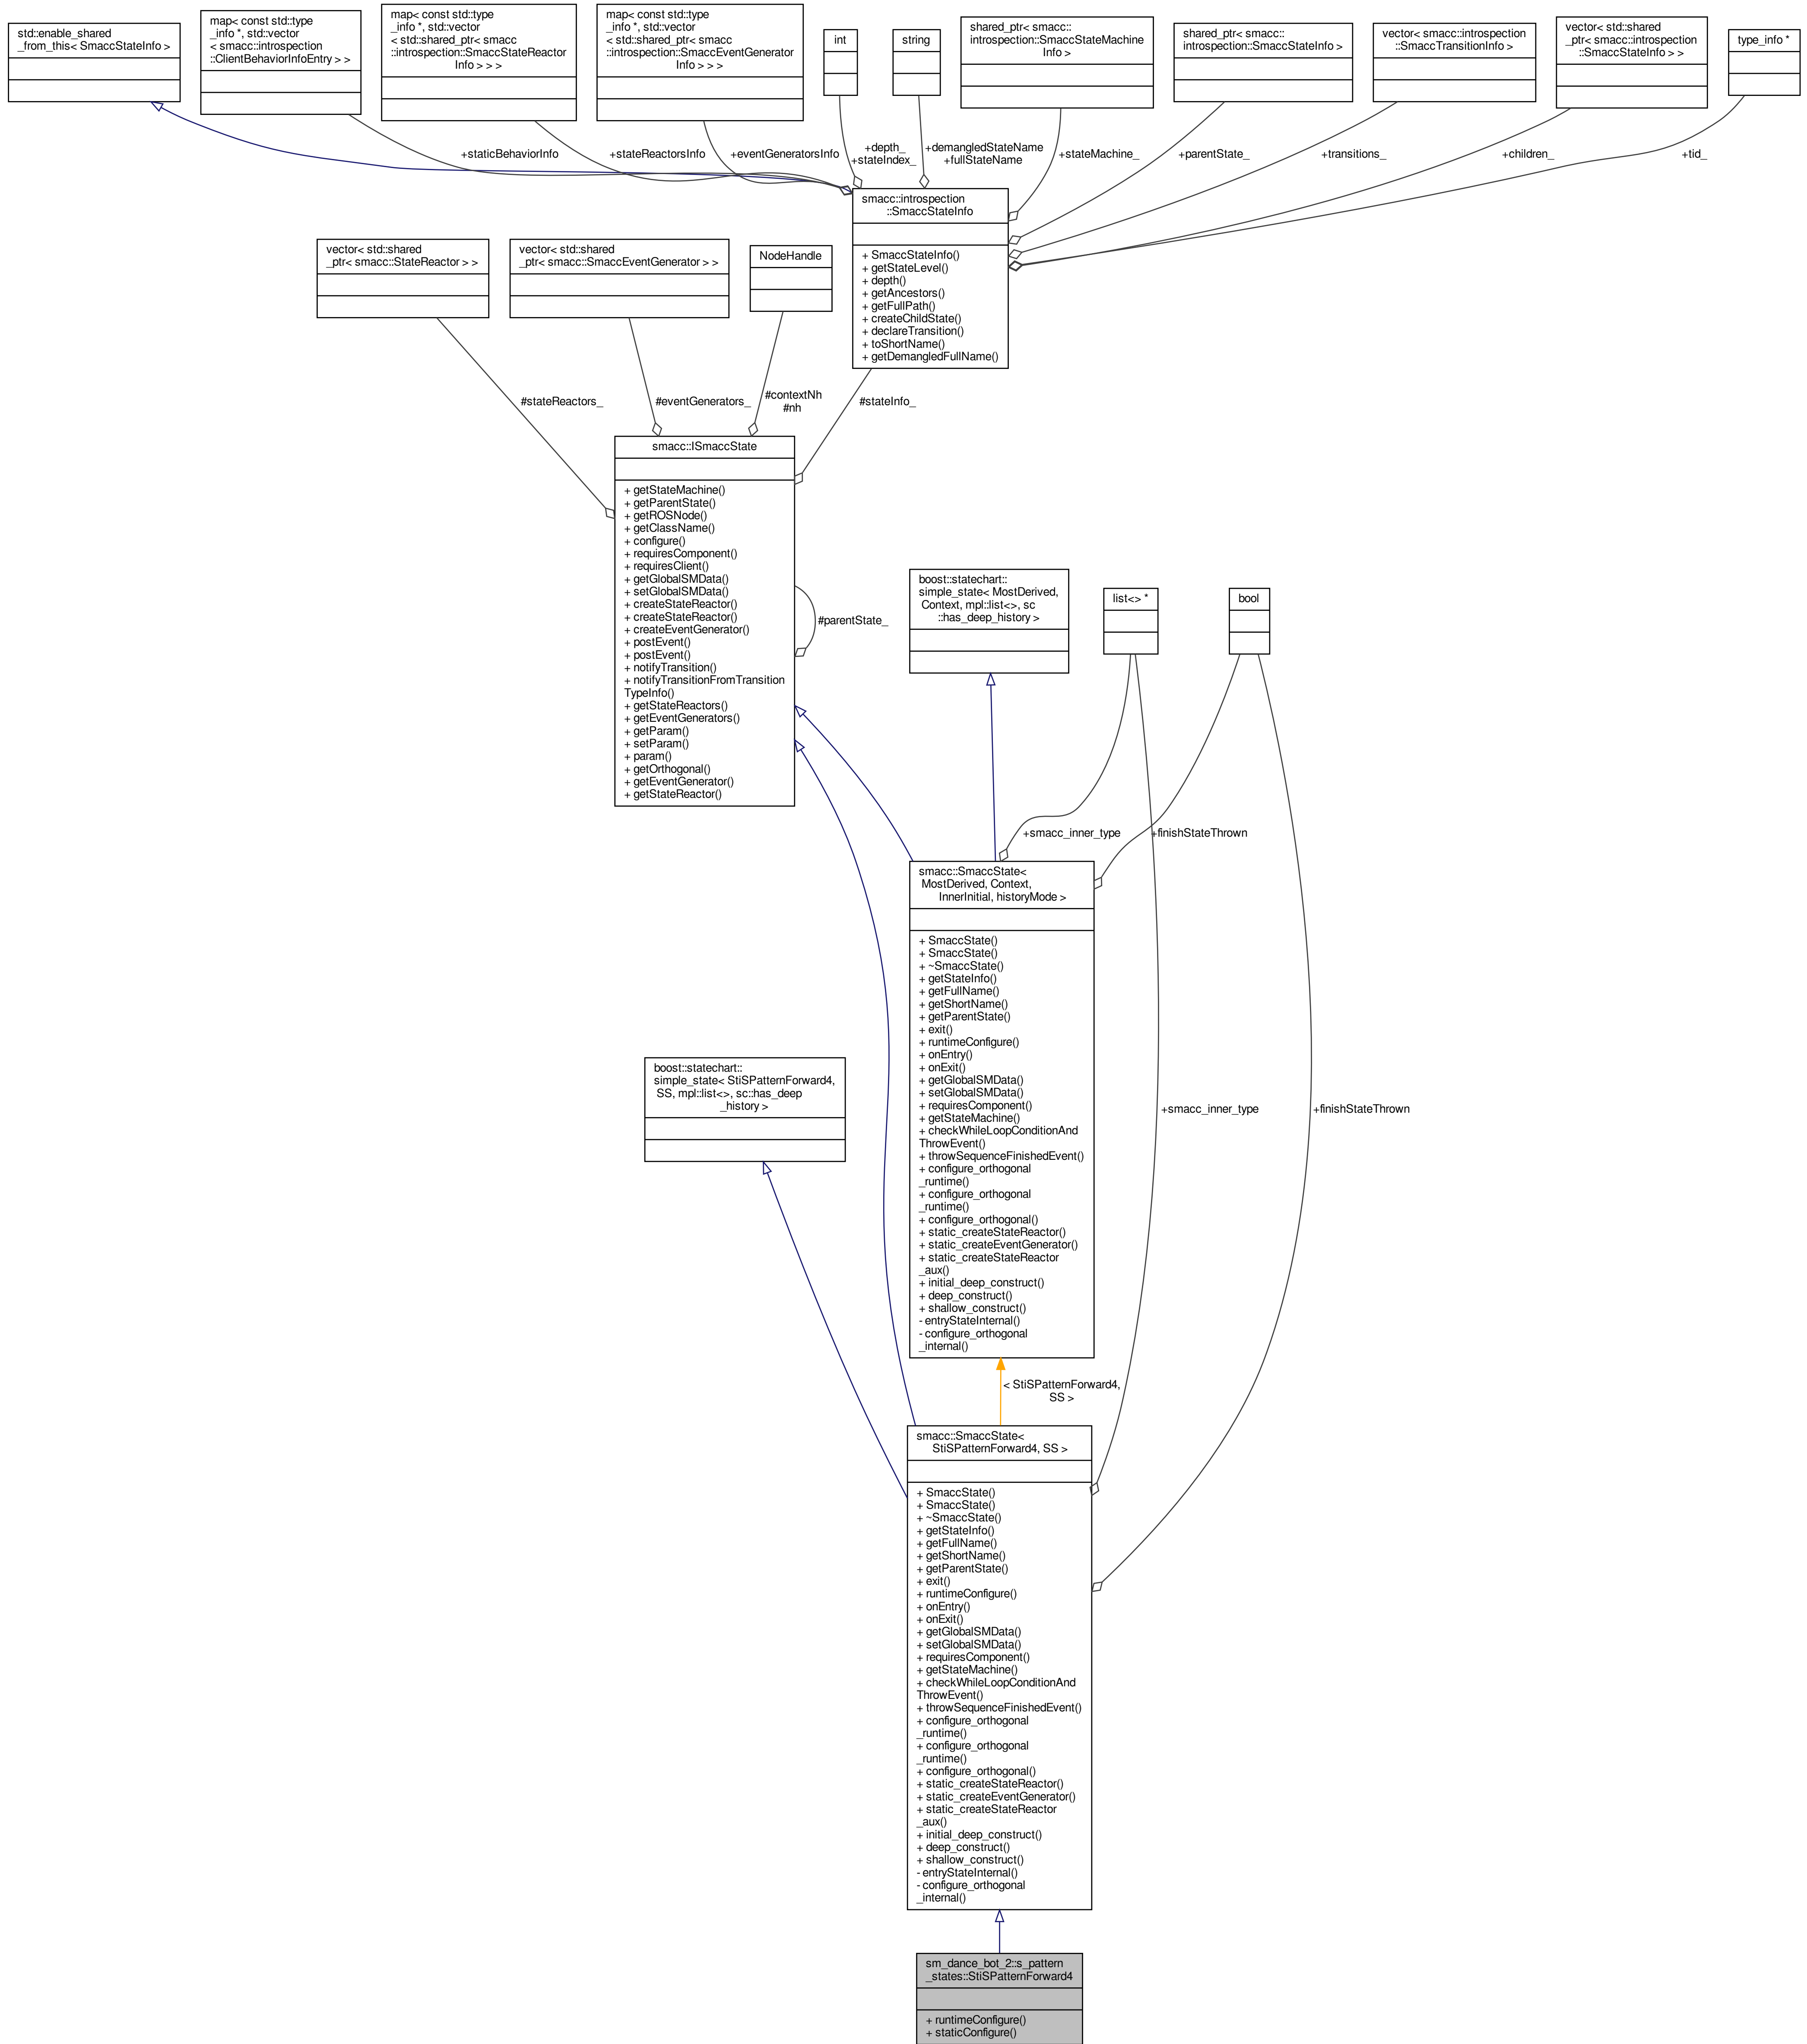 std::enable_shared
_from_this< SmaccStateInfo >
map< const std::type
_info *, std::vector
< smacc::introspection
::ClientBehaviorInfoEntry > >
map< const std::type
_info *, std::vector
< std::shared_ptr< smacc
::introspection::SmaccStateReactor
Info > > >
map< const std::type
_info *, std::vector
< std::shared_ptr< smacc
::introspection::SmaccEventGenerator
Info > > >
int
string
shared_ptr< smacc::
introspection::SmaccStateMachine
Info >
shared_ptr< smacc::
introspection::SmaccStateInfo >
vector< smacc::introspection
::SmaccTransitionInfo >
vector< std::shared
_ptr< smacc::introspection
::SmaccStateInfo > >
type_info *
+staticBehaviorInfo
+stateReactorsInfo
+eventGeneratorsInfo
+depth_
+stateIndex_
+demangledStateName
+fullStateName
+stateMachine_
+parentState_
+transitions_
+children_
+tid_
smacc::introspection
::SmaccStateInfo
+ SmaccStateInfo()
+ getStateLevel()
+ depth()
+ getAncestors()
+ getFullPath()
+ createChildState()
+ declareTransition()
+ toShortName()
+ getDemangledFullName()
vector< std::shared
_ptr< smacc::StateReactor > >
vector< std::shared
_ptr< smacc::SmaccEventGenerator > >
NodeHandle
#stateReactors_
#eventGenerators_
#contextNh
#nh
#stateInfo_
smacc::ISmaccState
+ getStateMachine()
+ getParentState()
+ getROSNode()
+ getClassName()
+ configure()
+ requiresComponent()
+ requiresClient()
+ getGlobalSMData()
+ setGlobalSMData()
+ createStateReactor()
+ createStateReactor()
+ createEventGenerator()
+ postEvent()
+ postEvent()
+ notifyTransition()
+ notifyTransitionFromTransition
TypeInfo()
+ getStateReactors()
+ getEventGenerators()
+ getParam()
+ setParam()
+ param()
+ getOrthogonal()
+ getEventGenerator()
+ getStateReactor()
#parentState_
boost::statechart::
simple_state< MostDerived,
Context, mpl::list<>, sc
::has_deep_history >
list<> *
bool
+smacc_inner_type
+finishStateThrown
smacc::SmaccState<
MostDerived, Context,
InnerInitial, historyMode >
+ SmaccState()
+ SmaccState()
+ ~SmaccState()
+ getStateInfo()
+ getFullName()
+ getShortName()
+ getParentState()
+ exit()
+ runtimeConfigure()
+ onEntry()
+ onExit()
+ getGlobalSMData()
+ setGlobalSMData()
+ requiresComponent()
+ getStateMachine()
+ checkWhileLoopConditionAnd
ThrowEvent()
+ throwSequenceFinishedEvent()
+ configure_orthogonal
_runtime()
+ configure_orthogonal
_runtime()
+ configure_orthogonal()
+ static_createStateReactor()
+ static_createEventGenerator()
+ static_createStateReactor
_aux()
+ initial_deep_construct()
+ deep_construct()
+ shallow_construct()
- entryStateInternal()
- configure_orthogonal
_internal()
boost::statechart::
simple_state< StiSPatternForward4,
SS, mpl::list<>, sc::has_deep
_history >
+smacc_inner_type
+finishStateThrown
< StiSPatternForward4,
SS >
smacc::SmaccState<
StiSPatternForward4, SS >
+ SmaccState()
+ SmaccState()
+ ~SmaccState()
+ getStateInfo()
+ getFullName()
+ getShortName()
+ getParentState()
+ exit()
+ runtimeConfigure()
+ onEntry()
+ onExit()
+ getGlobalSMData()
+ setGlobalSMData()
+ requiresComponent()
+ getStateMachine()
+ checkWhileLoopConditionAnd
ThrowEvent()
+ throwSequenceFinishedEvent()
+ configure_orthogonal
_runtime()
+ configure_orthogonal
_runtime()
+ configure_orthogonal()
+ static_createStateReactor()
+ static_createEventGenerator()
+ static_createStateReactor
_aux()
+ initial_deep_construct()
+ deep_construct()
+ shallow_construct()
- entryStateInternal()
- configure_orthogonal
_internal()
sm_dance_bot_2::s_pattern
_states::StiSPatternForward4
+ runtimeConfigure()
+ staticConfigure()